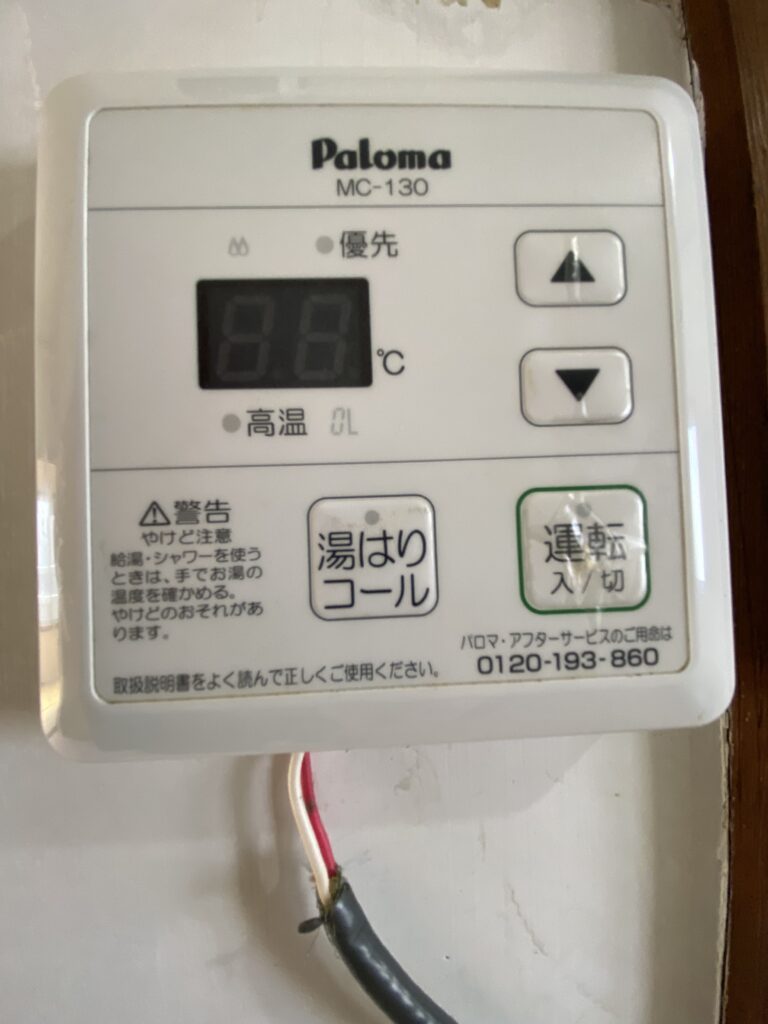 Paloma
MC-130
優先
℃
高温 0L
⚠警告
やけど注意
給湯・シャワーを使う
ときは、手でお湯の
温度を確かめる。
やけどのおそれがあ
ります。
湯はり
コール
運転
入/切
パロマ・アフターサービスのご用命は
0120-193-860
取扱説明書をよく読んで正しくご使用ください。